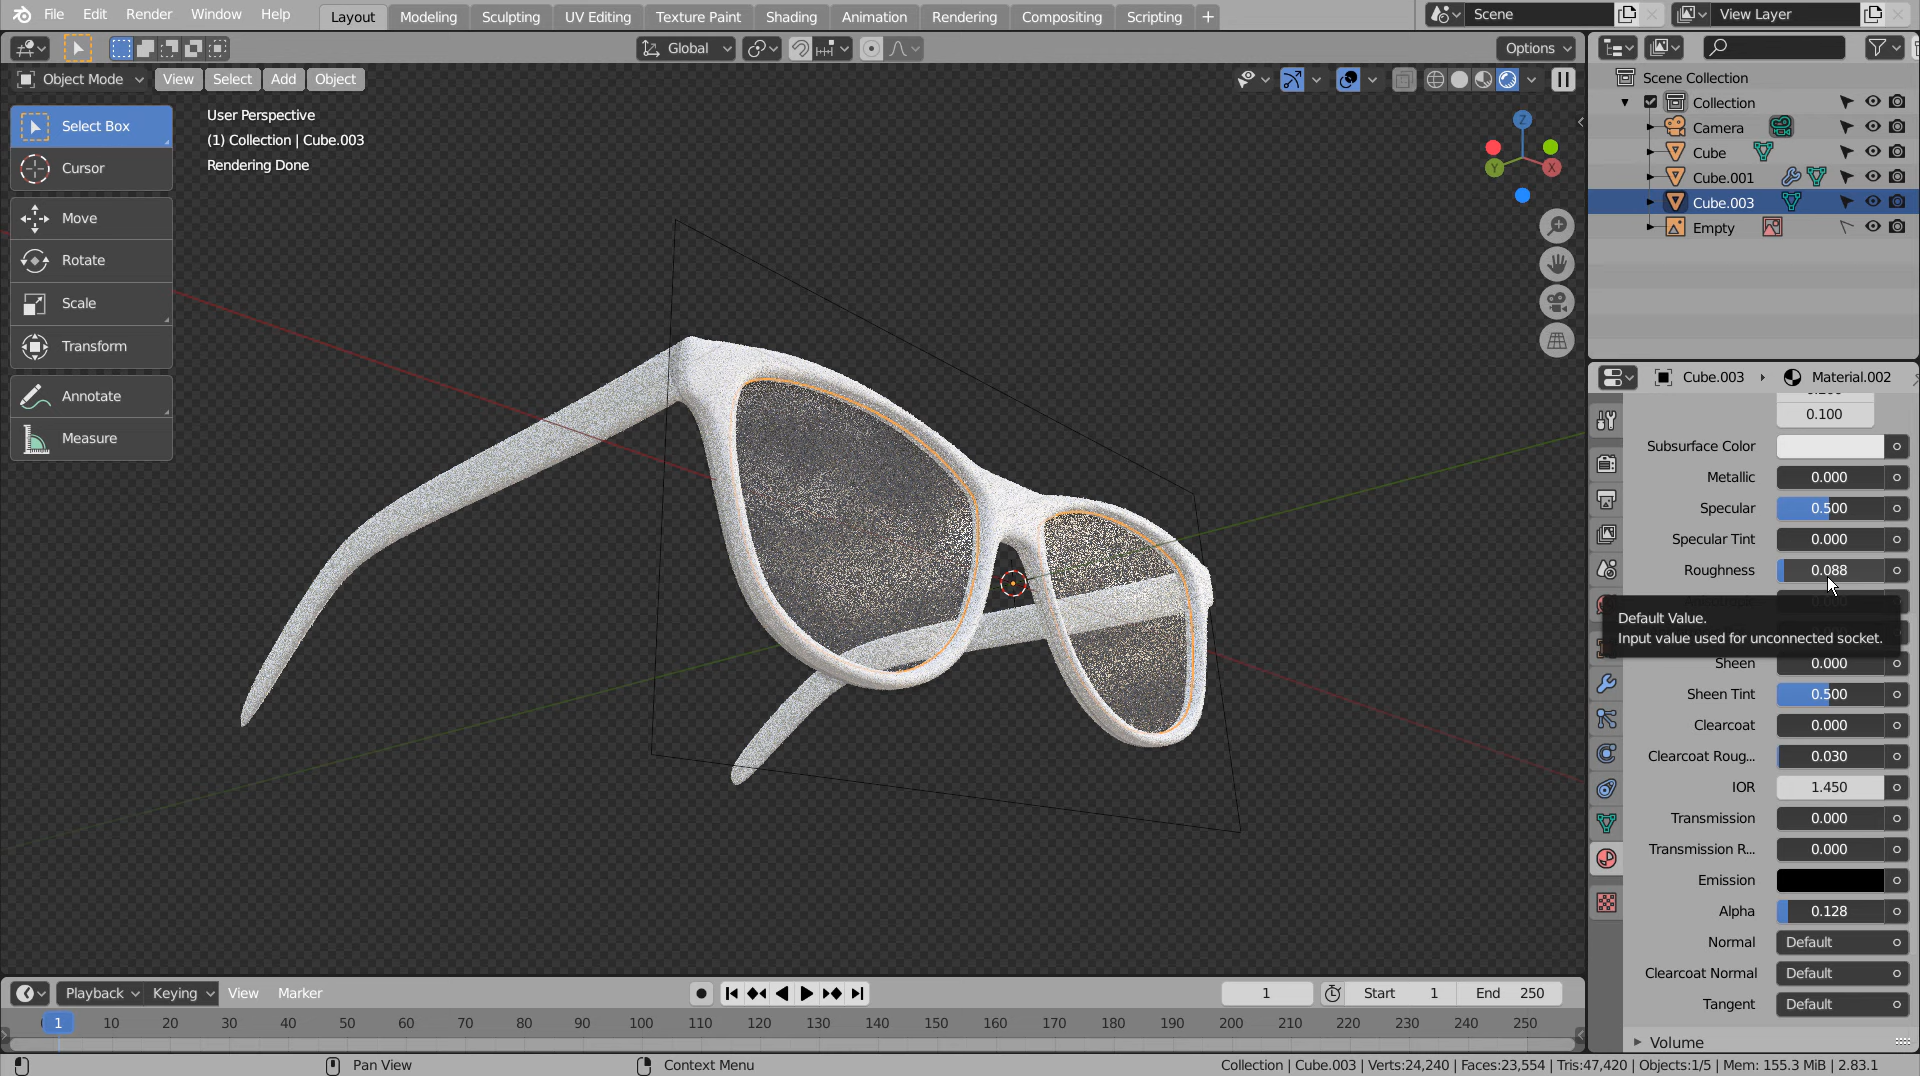 File Edit Render Window Help Layout Modeling Sculpting UV Editing Texture Paint Shading Animation Rendering Compositing Scripting + Scene View Layer
Global Options
Object Mode View Select Add Object
Select Box
Cursor
Move
Rotate
Scale
Transform
Annotate
Measure
User Perspective
(1) Collection | Cube.003
Rendering Done
Z
Y
X
Scene Collection
Collection
Camera
Cube
Cube.001
Cube.003
Empty
Cube.003 Material.002
0.100
Subsurface Color
Metallic 0.000
Specular 0.500
Specular Tint 0.000
Roughness 0.088
Default Value.
Input value used for unconnected socket.
Sheen 0.000
Sheen Tint 0.500
Clearcoat 0.000
Clearcoat Roug... 0.030
IOR 1.450
Transmission 0.000
Transmission R... 0.000
Emission
Alpha 0.128
Normal Default
Clearcoat Normal Default
Tangent Default
Volume
Playback Keying View Marker 1 Start 1 End 250
1 10 20 30 40 50 60 70 80 90 100 110 120 130 140 150 160 170 180 190 200 210 220 230 240 250
Pan View Context Menu Collection | Cube.003 | Verts:24,240 | Faces:23,554 | Tris:47,420 | Objects:1/5 | Mem: 155.3 MiB | 2.83.1